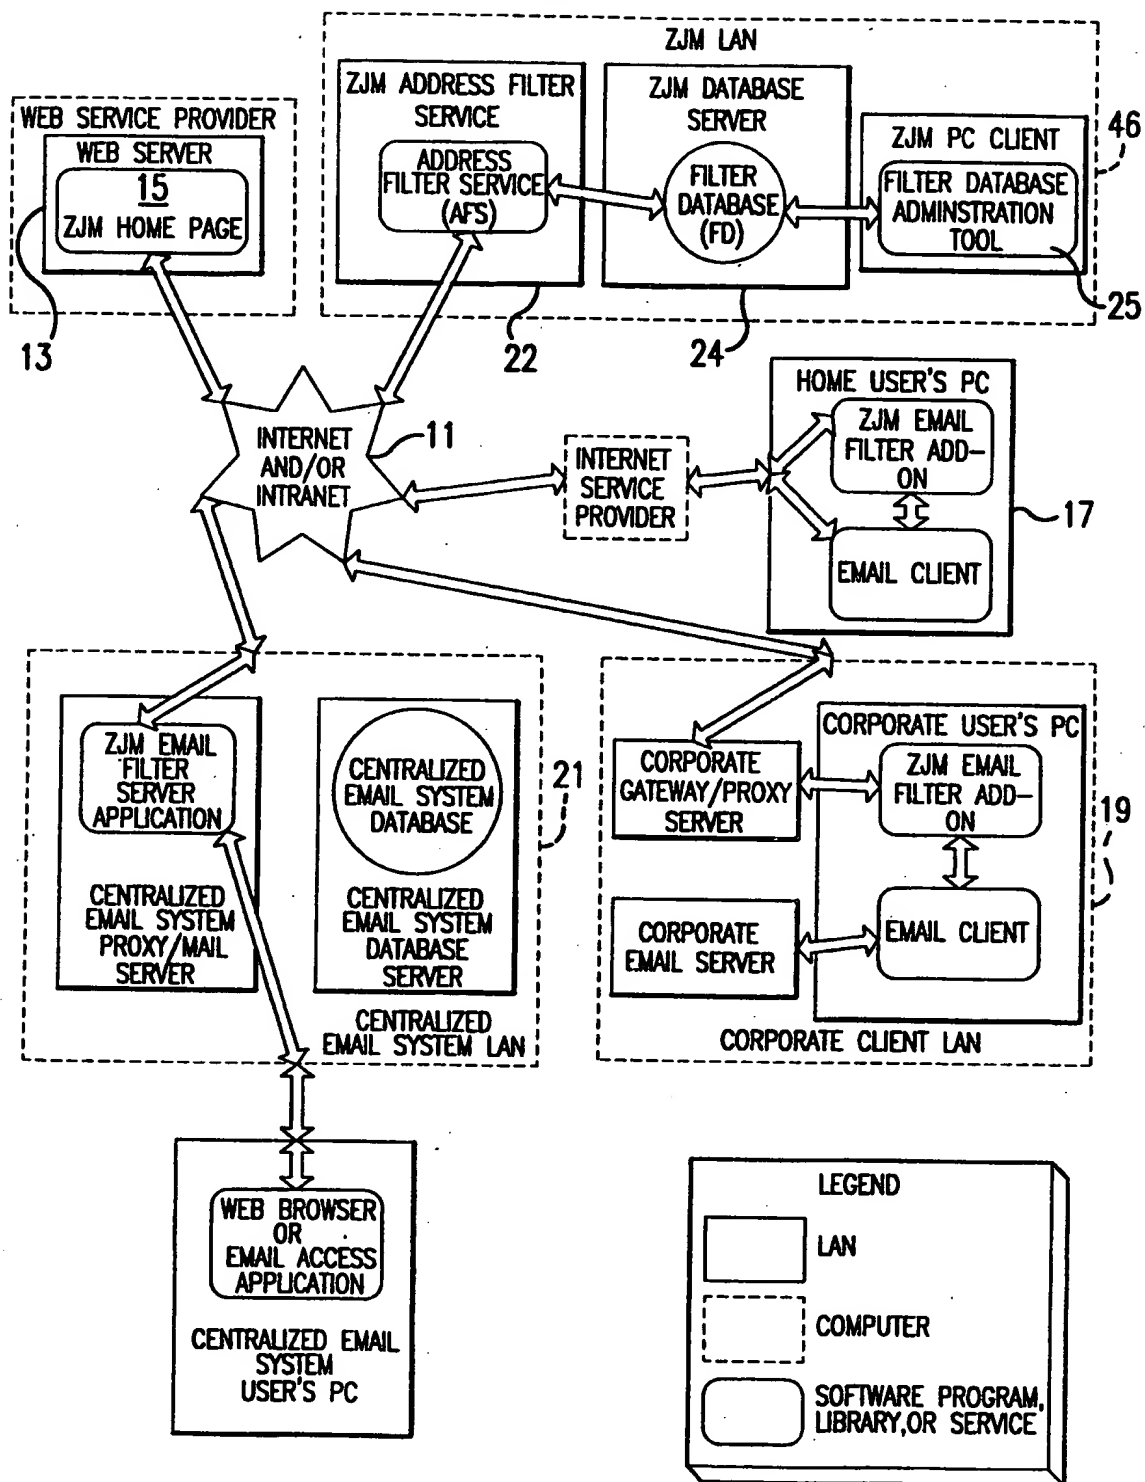 ZJM LAN
ZJM ADDRESS FILTER
SERVICE
ADDRESS
FILTER SERVICE
(AFS)
22
ZJM DATABASE
SERVER
FILTER
DATABASE
(FD)
24
ZJM PC CLIENT
FILTER DATABASE
ADMINSTRATION
TOOL
25
46
WEB SERVICE PROVIDER
WEB SERVER
15
ZJM HOME PAGE
13
INTERNET
AND/OR
INTRANET
11
INTERNET
SERVICE
PROVIDER
HOME USER'S PC
ZJM EMAIL
FILTER ADD-
ON
EMAIL CLIENT
17
ZJM EMAIL
FILTER
SERVER
APPLICATION
CENTRALIZED
EMAIL SYSTEM
PROXY/MAIL
SERVER
CENTRALIZED
EMAIL SYSTEM
DATABASE
CENTRALIZED
EMAIL SYSTEM
DATABASE
SERVER
CENTRALIZED
EMAIL SYSTEM LAN
21
CORPORATE
GATEWAY/PROXY
SERVER
CORPORATE
EMAIL SERVER
CORPORATE USER'S PC
ZJM EMAIL
FILTER ADD-
ON
EMAIL CLIENT
CORPORATE CLIENT LAN
19
WEB BROWSER
OR
EMAIL ACCESS
APPLICATION
CENTRALIZED EMAIL
SYSTEM
USER'S PC
LEGEND
LAN
COMPUTER
SOFTWARE PROGRAM,
LIBRARY,OR SERVICE